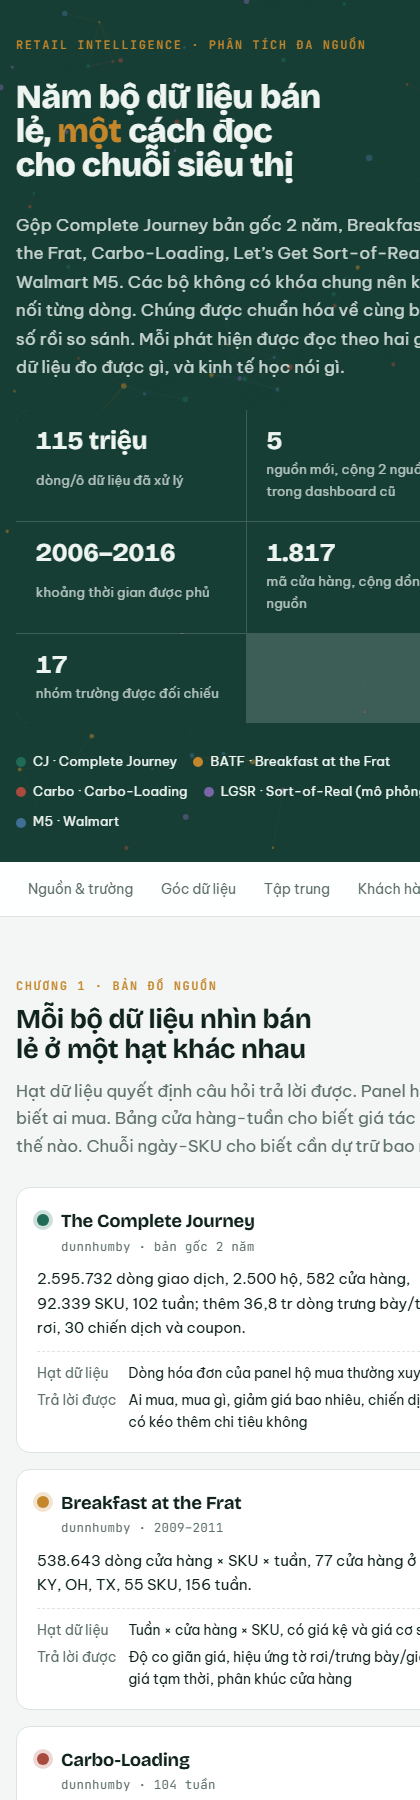 RETAIL INTELLIGENCE · PHÂN TÍCH ĐA NGUỒN
Năm bộ dữ liệu bán
lẻ, một cách đọc
cho chuỗi siêu thị
Gộp Complete Journey bản gốc 2 năm, Breakfas
the Frat, Carbo-Loading, Let’s Get Sort-of-Rea
Walmart M5. Các bộ không có khóa chung nên k
nối từng dòng. Chúng được chuẩn hóa về cùng b
số rồi so sánh. Mỗi phát hiện được đọc theo hai g
dữ liệu đo được gì, và kinh tế học nói gì.
115 triệu
dòng/ô dữ liệu đã xử lý
5
nguồn mới, cộng 2 nguồ
trong dashboard cũ
2006–2016
khoảng thời gian được phủ
1.817
mã cửa hàng, cộng dồn
nguồn
17
nhóm trường được đối chiếu
CJ · Complete Journey BATF · Breakfast at the Frat
Carbo · Carbo-Loading LGSR · Sort-of-Real (mô phỏng
M5 · Walmart
Nguồn & trường Góc dữ liệu Tập trung Khách hà
CHƯƠNG 1 · BẢN ĐỒ NGUỒN
Mỗi bộ dữ liệu nhìn bán
lẻ ở một hạt khác nhau
Hạt dữ liệu quyết định câu hỏi trả lời được. Panel h
biết ai mua. Bảng cửa hàng-tuần cho biết giá tác
thế nào. Chuỗi ngày-SKU cho biết cần dự trữ bao
The Complete Journey
dunnhumby · bản gốc 2 năm
2.595.732 dòng giao dịch, 2.500 hộ, 582 cửa hàng,
92.339 SKU, 102 tuần; thêm 36,8 tr dòng trưng bày/t
rơi, 30 chiến dịch và coupon.
Hạt dữ liệu Dòng hóa đơn của panel hộ mua thường xuy
Trả lời được Ai mua, mua gì, giảm giá bao nhiêu, chiến dị
có kéo thêm chi tiêu không
Breakfast at the Frat
dunnhumby · 2009–2011
538.643 dòng cửa hàng × SKU × tuần, 77 cửa hàng ở
KY, OH, TX, 55 SKU, 156 tuần.
Hạt dữ liệu Tuần × cửa hàng × SKU, có giá kệ và giá cơ s
Trả lời được Độ co giãn giá, hiệu ứng tờ rơi/trưng bày/giả
giá tạm thời, phân khúc cửa hàng
Carbo-Loading
dunnhumby · 104 tuần